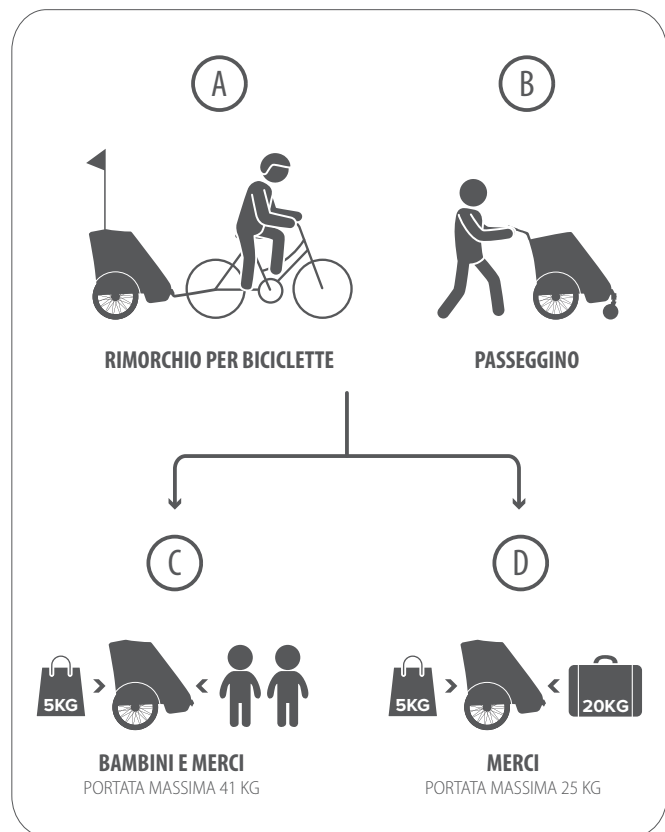 A
B
RIMORCHIO PER BICICLETTE
PASSEGGINO
C
D
5KG
5KG
20KG
BAMBINI E MERCI
PORTATA MASSIMA 41 KG
MERCI
PORTATA MASSIMA 25 KG